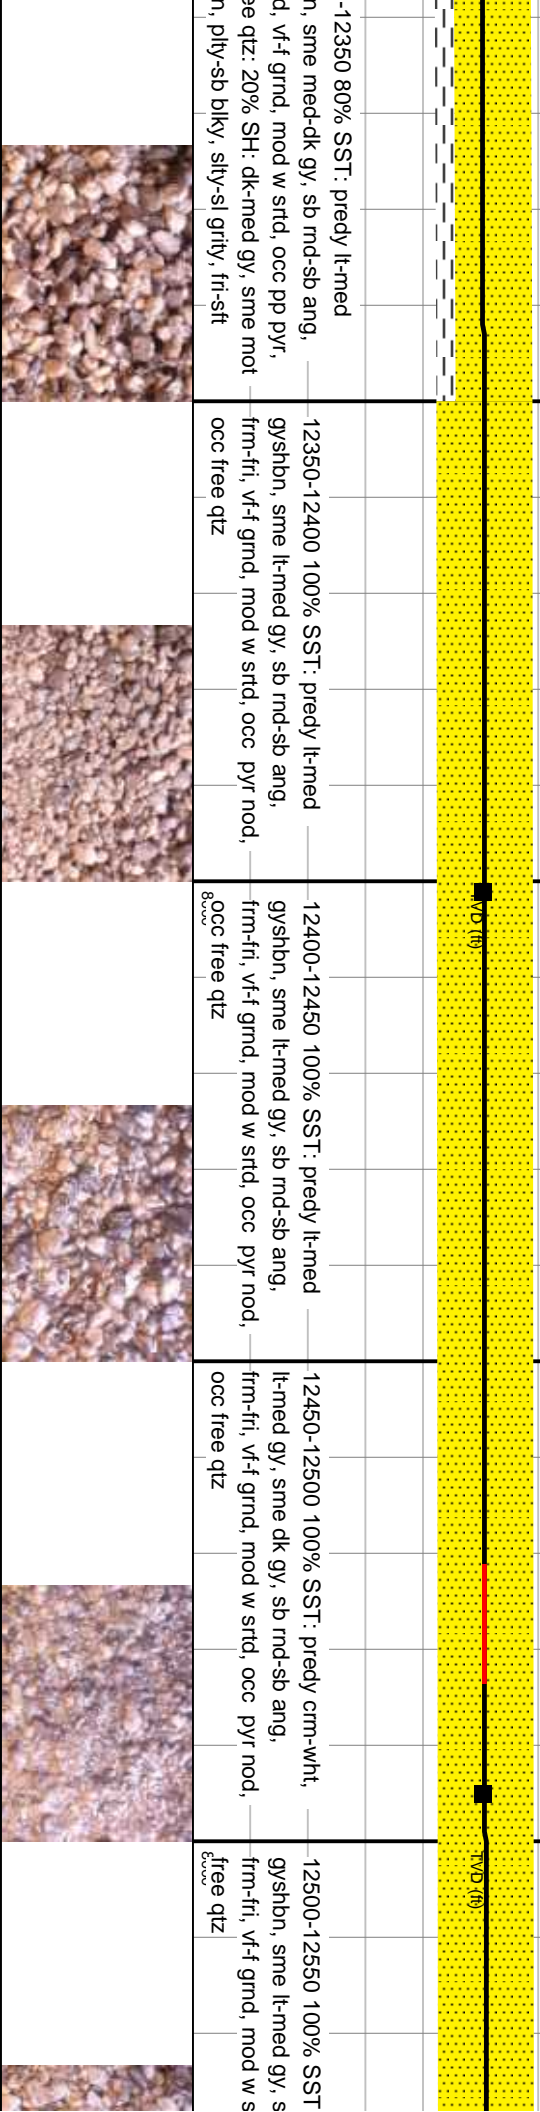 -12350 80% SST: predy lt-med
n, sme med-dk gy, sb rnd-sb ang,
d, vf-f grnd, mod w srtd, occ pp pyr,
ee qtz: 20% SH: dk-med gy, sme mot
n, plty-sb blky, slty-sl grity, fri-sft
12350-12400 100% SST: predy lt-med
gyshbn, sme lt-med gy, sb rnd-sb ang,
frm-fri, vf-f grnd, mod w srtd, occ pyr nod,
occ free qtz
12400-12450 100% SST: predy lt-med
gyshbn, sme lt-med gy, sb rnd-sb ang,
frm-fri, vf-f grnd, mod w srtd, occ pyr nod,
occ free qtz
12450-12500 100% SST: predy crm-wht,
lt-med gy, sme dk gy, sb rnd-sb ang,
frm-fri, vf-f grnd, mod w srtd, occ pyr nod,
occ free qtz
12500-12550 100% SST
gyshbn, sme lt-med gy, s
frm-fri, vf-f grnd, mod w s
free qtz
VD (ft)
TVD (ft)